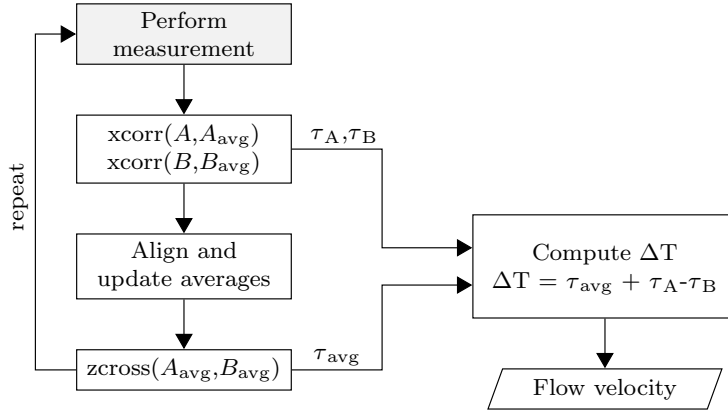 Perform
measurement
xcorr(A,A_avg)
xcorr(B,B_avg)
τ_A,τ_B
repeat
Align and
update averages
Compute ΔT
ΔT = τ_avg + τ_A-τ_B
zcross(A_avg,B_avg)
τ_avg
Flow velocity